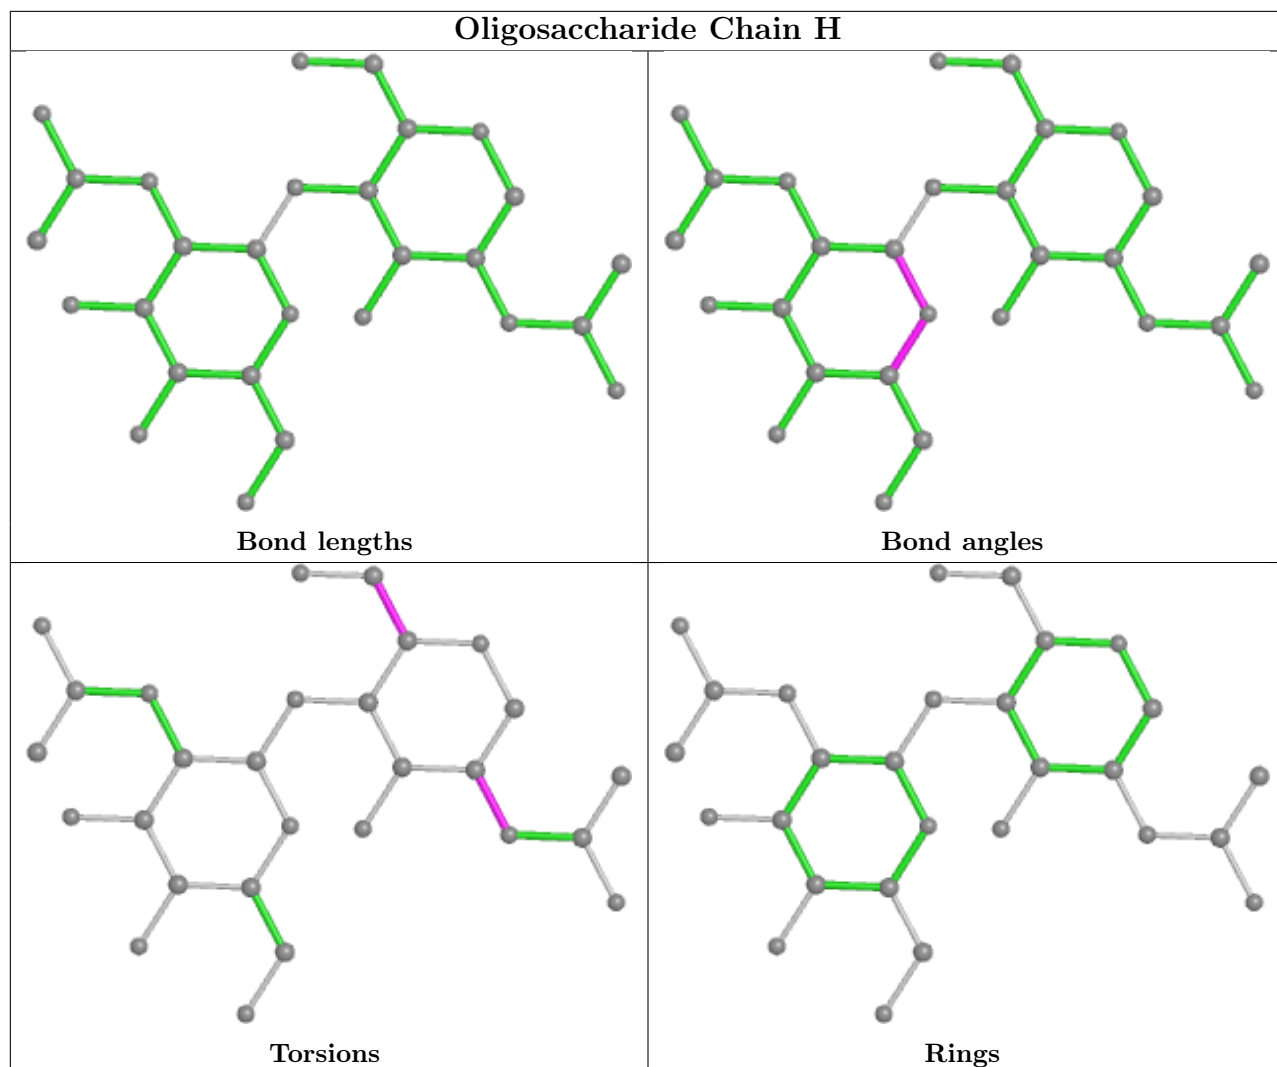 Oligosaccharide Chain H
Bond lengths
Bond angles
Torsions
Rings